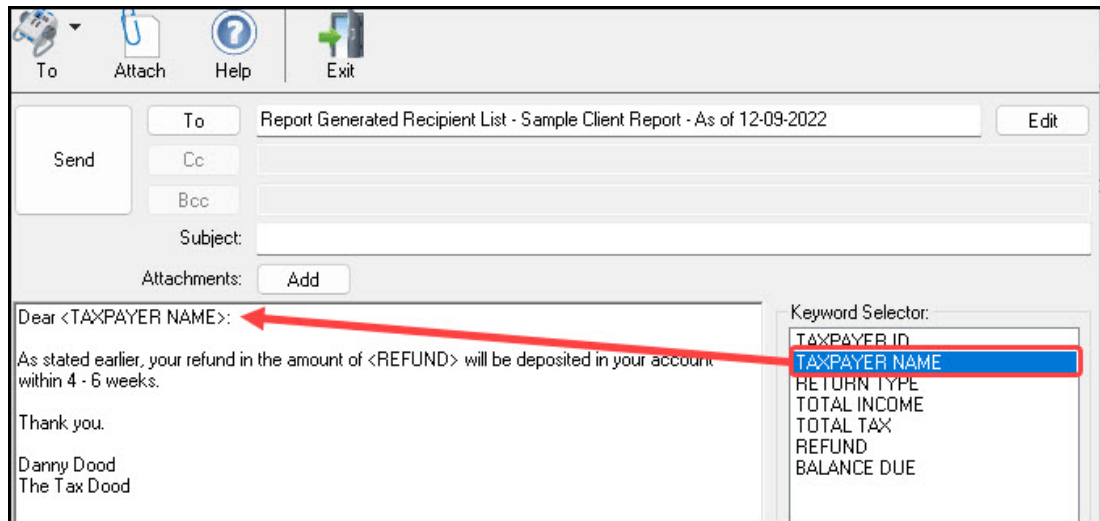 To Attach Help Exit
To Report Generated Recipient List - Sample Client Report - As of 12-09-2022 Edit
Send Cc
Bcc
Subject:
Attachments: Add
Dear <TAXPAYER NAME>:
As stated earlier, your refund in the amount of <REFUND> will be deposited in your account
within 4 - 6 weeks.
Thank you.
Danny Dood
The Tax Dood
Keyword Selector:
TAXPAYER ID
TAXPAYER NAME
RETURN TYPE
TOTAL INCOME
TOTAL TAX
REFUND
BALANCE DUE